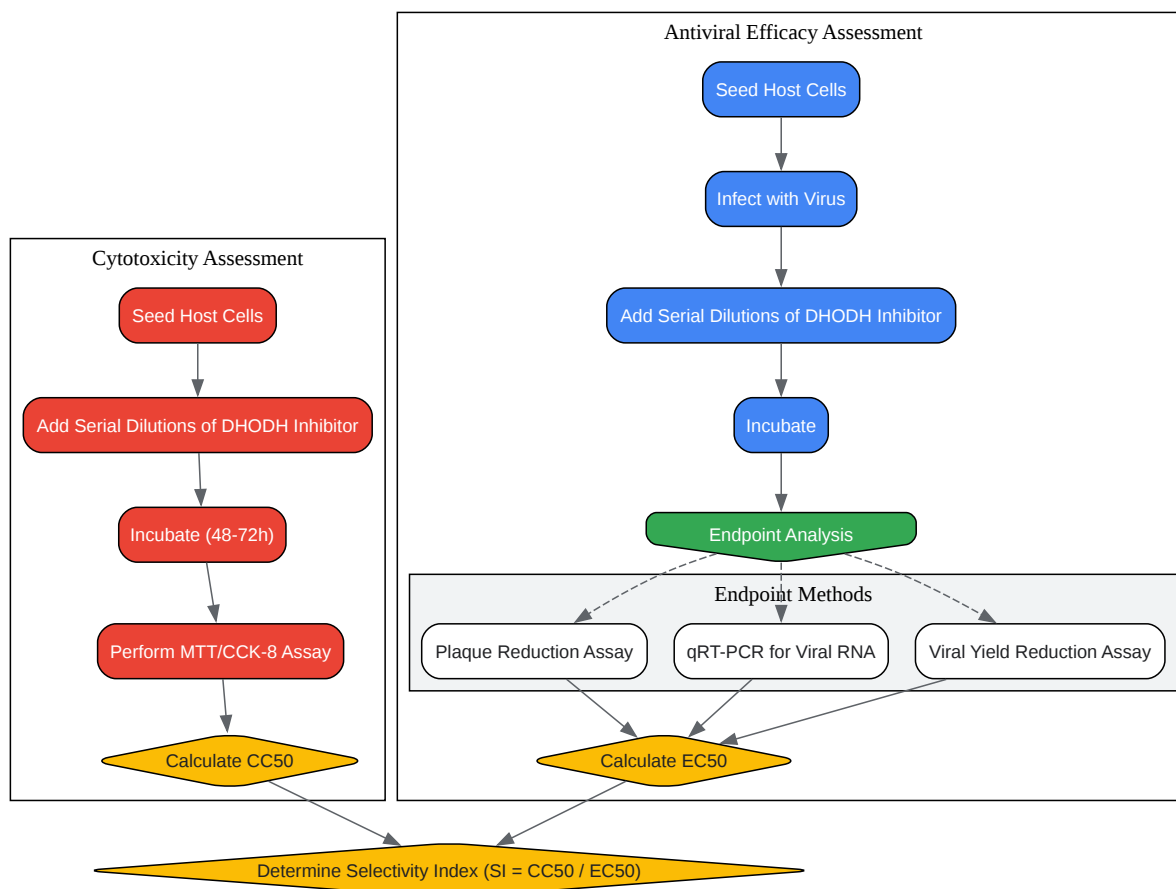 Antiviral Efficacy Assessment
Seed Host Cells
Infect with Virus
Add Serial Dilutions of DHODH Inhibitor
Incubate
Endpoint Analysis
Endpoint Methods
Plaque Reduction Assay
qRT-PCR for Viral RNA
Viral Yield Reduction Assay
Calculate EC50
Cytotoxicity Assessment
Seed Host Cells
Add Serial Dilutions of DHODH Inhibitor
Incubate (48-72h)
Perform MTT/CCK-8 Assay
Calculate CC50
Determine Selectivity Index (SI = CC50 / EC50)